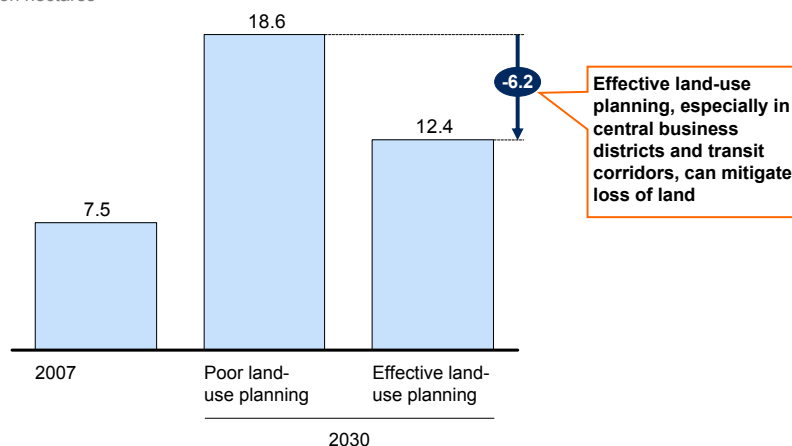 hectares
18.6
-6.2
Effective land-use
planning, especially in
central business
districts and transit
corridors, can mitigate
loss of land
12.4
7.5
2007
Poor land-
use planning
Effective land-
use planning
2030